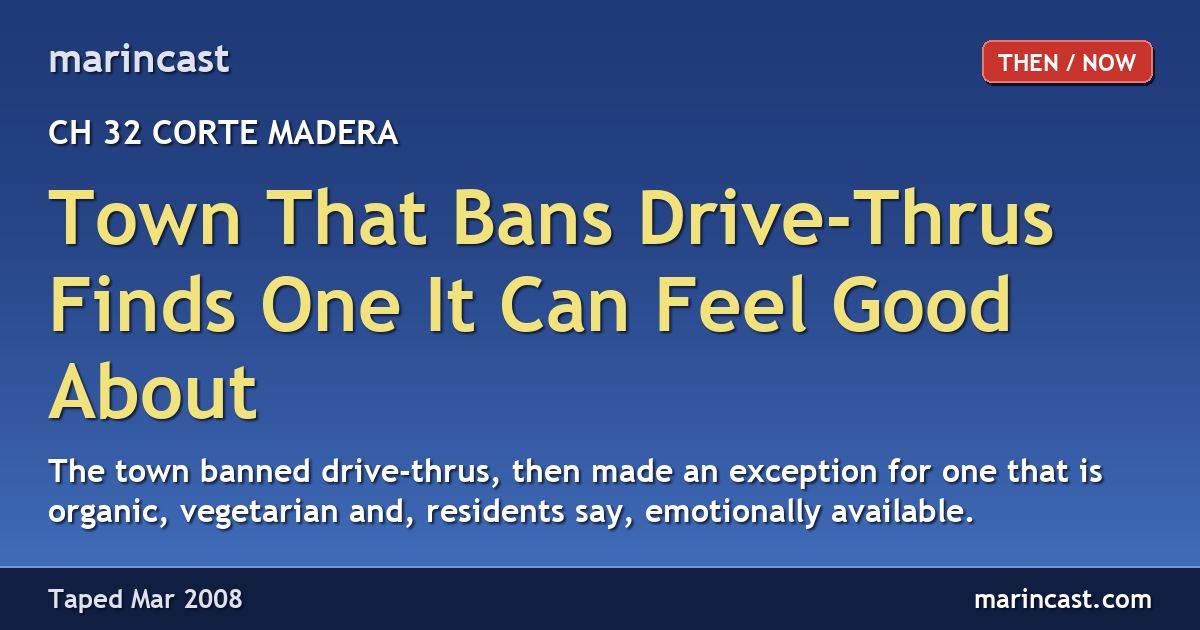 marincast
THEN / NOW
CH 32 CORTE MADERA
Town That Bans Drive-Thrus
Finds One It Can Feel Good
About
The town banned drive-thrus, then made an exception for one that is
organic, vegetarian and, residents say, emotionally available.
Taped Mar 2008
marincast.com